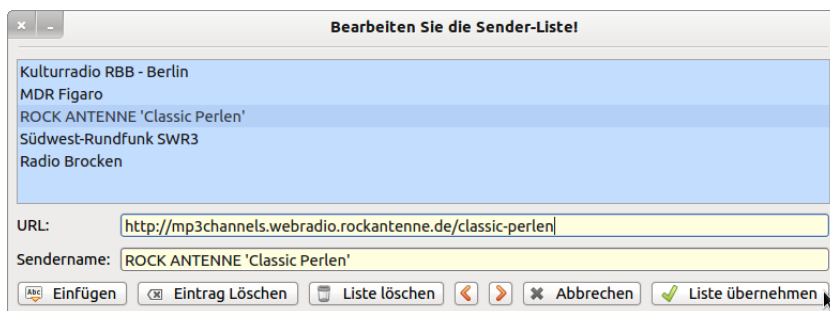 Bearbeiten Sie die Sender-Liste!
Kulturradio RBB - Berlin
MDR Figaro
ROCK ANTENNE 'Classic Perlen'
Südwest-Rundfunk SWR3
Radio Brocken
URL: http://mp3channels.webradio.rockantenne.de/classic-perlen
Sendername: ROCK ANTENNE 'Classic Perlen'
Abc Einfügen Eintrag Löschen Liste löschen Abbrechen Liste übernehmen